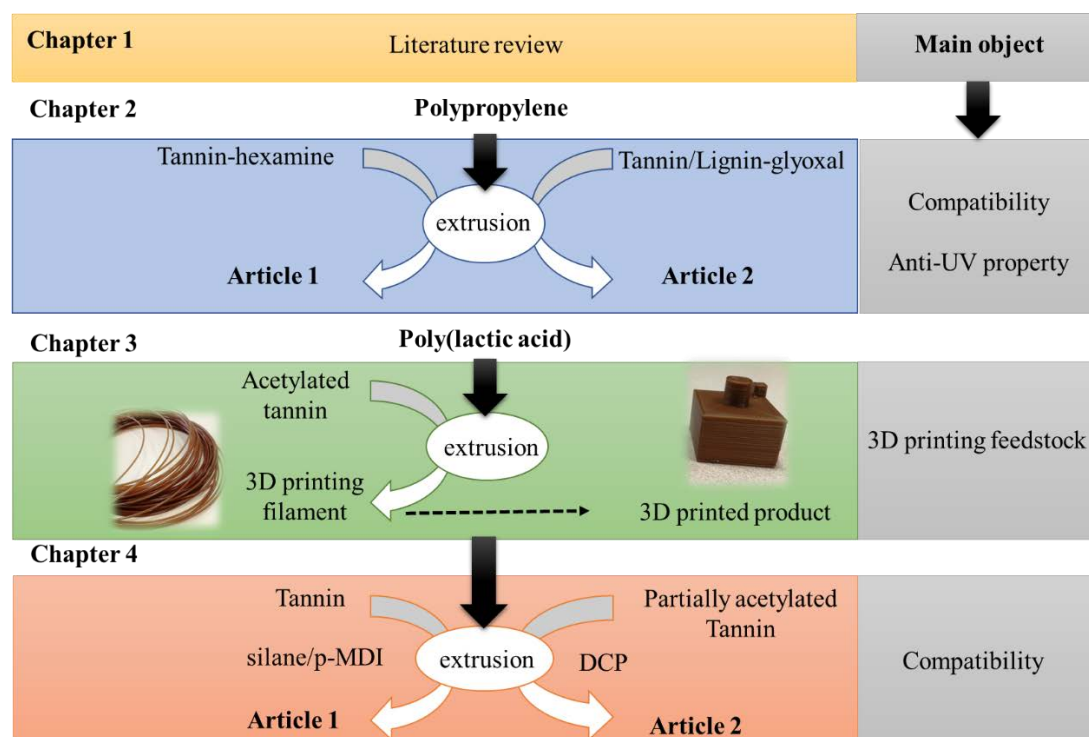 Chapter 1
Literature review
Main object
Chapter 2
Polypropylene
Tannin-hexamine
Tannin/Lignin-glyoxal
extrusion
Article 1
Article 2
Compatibility
Anti-UV property
Chapter 3
Poly(lactic acid)
Acetylated
tannin
extrusion
3D printing
filament
3D printed product
3D printing feedstock
Chapter 4
Tannin
Partially acetylated
Tannin
silane/p-MDI
extrusion
DCP
Article 1
Article 2
Compatibility